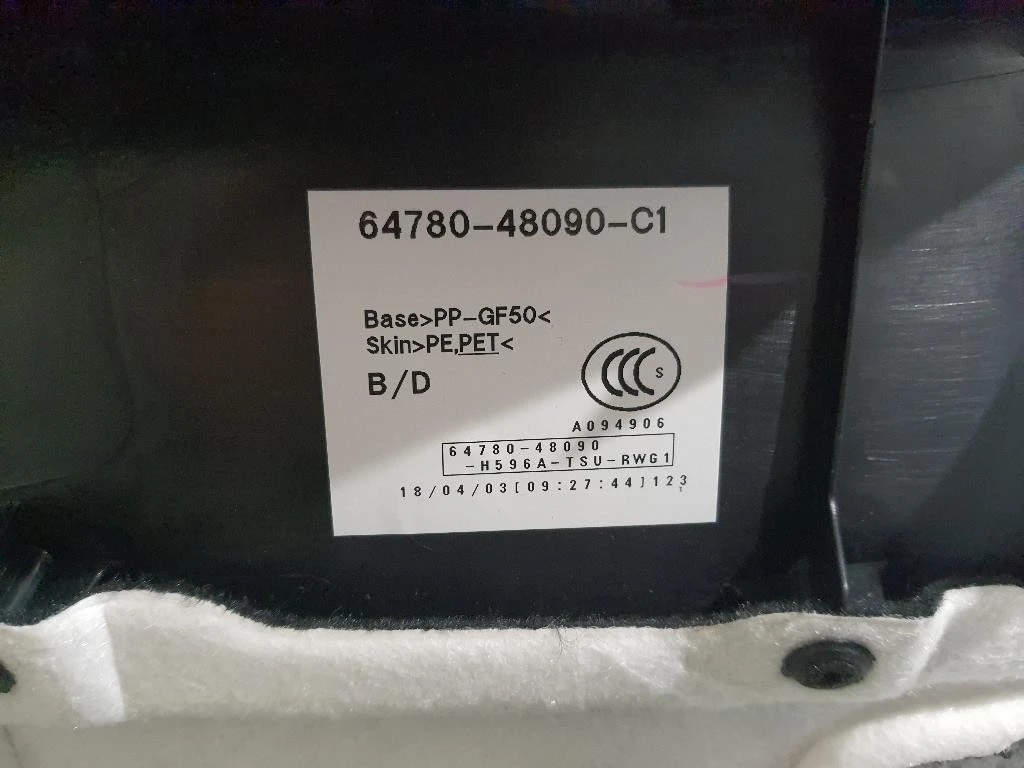 64780-48090-C1
Base>PP-GF50<
Skin>PE,PET<
B/D
CCC S
A094906
64780-48090
-H596A-TSU-RWG1
18/04/03[09:27:44]123